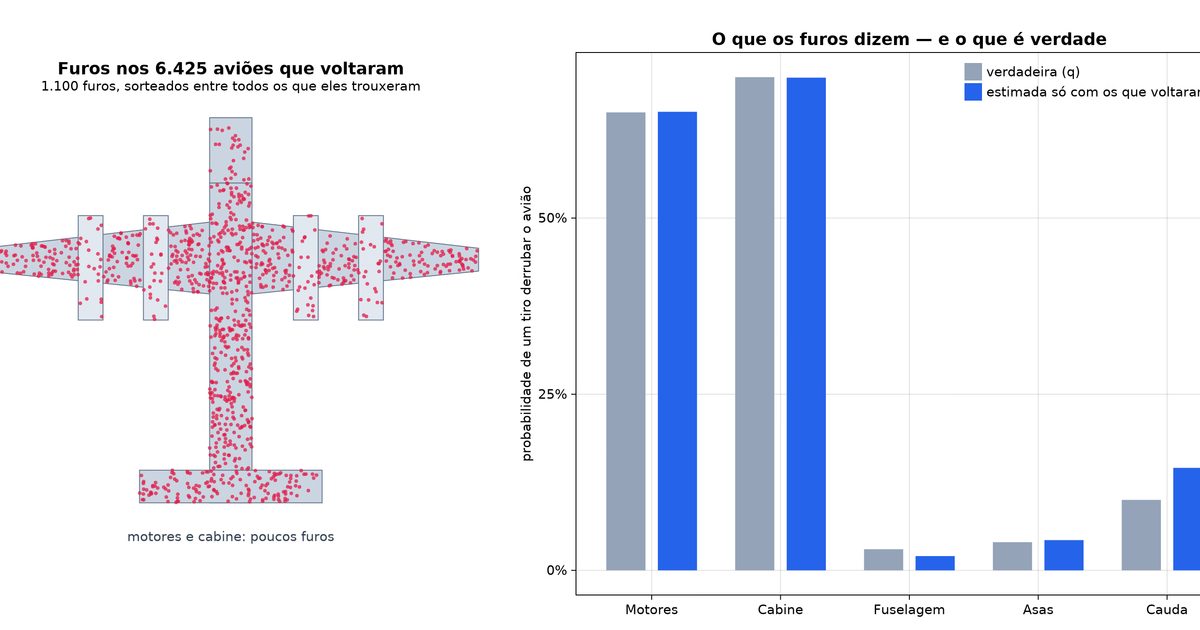 Furos nos 6.425 aviões que voltaram
1.100 furos, sorteados entre todos os que eles trouxeram
motores e cabine: poucos furos
O que os furos dizem — e o que é verdade
verdadeira (q)
estimada só com os que voltaram
probabilidade de um tiro derrubar o avião
50%
25%
0%
Motores
Cabine
Fuselagem
Asas
Cauda